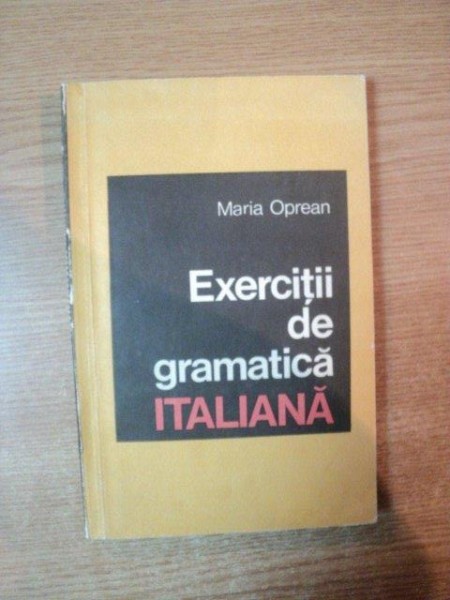 Maria Oprean
Exerciții
de
gramatică
ITALIANĂ